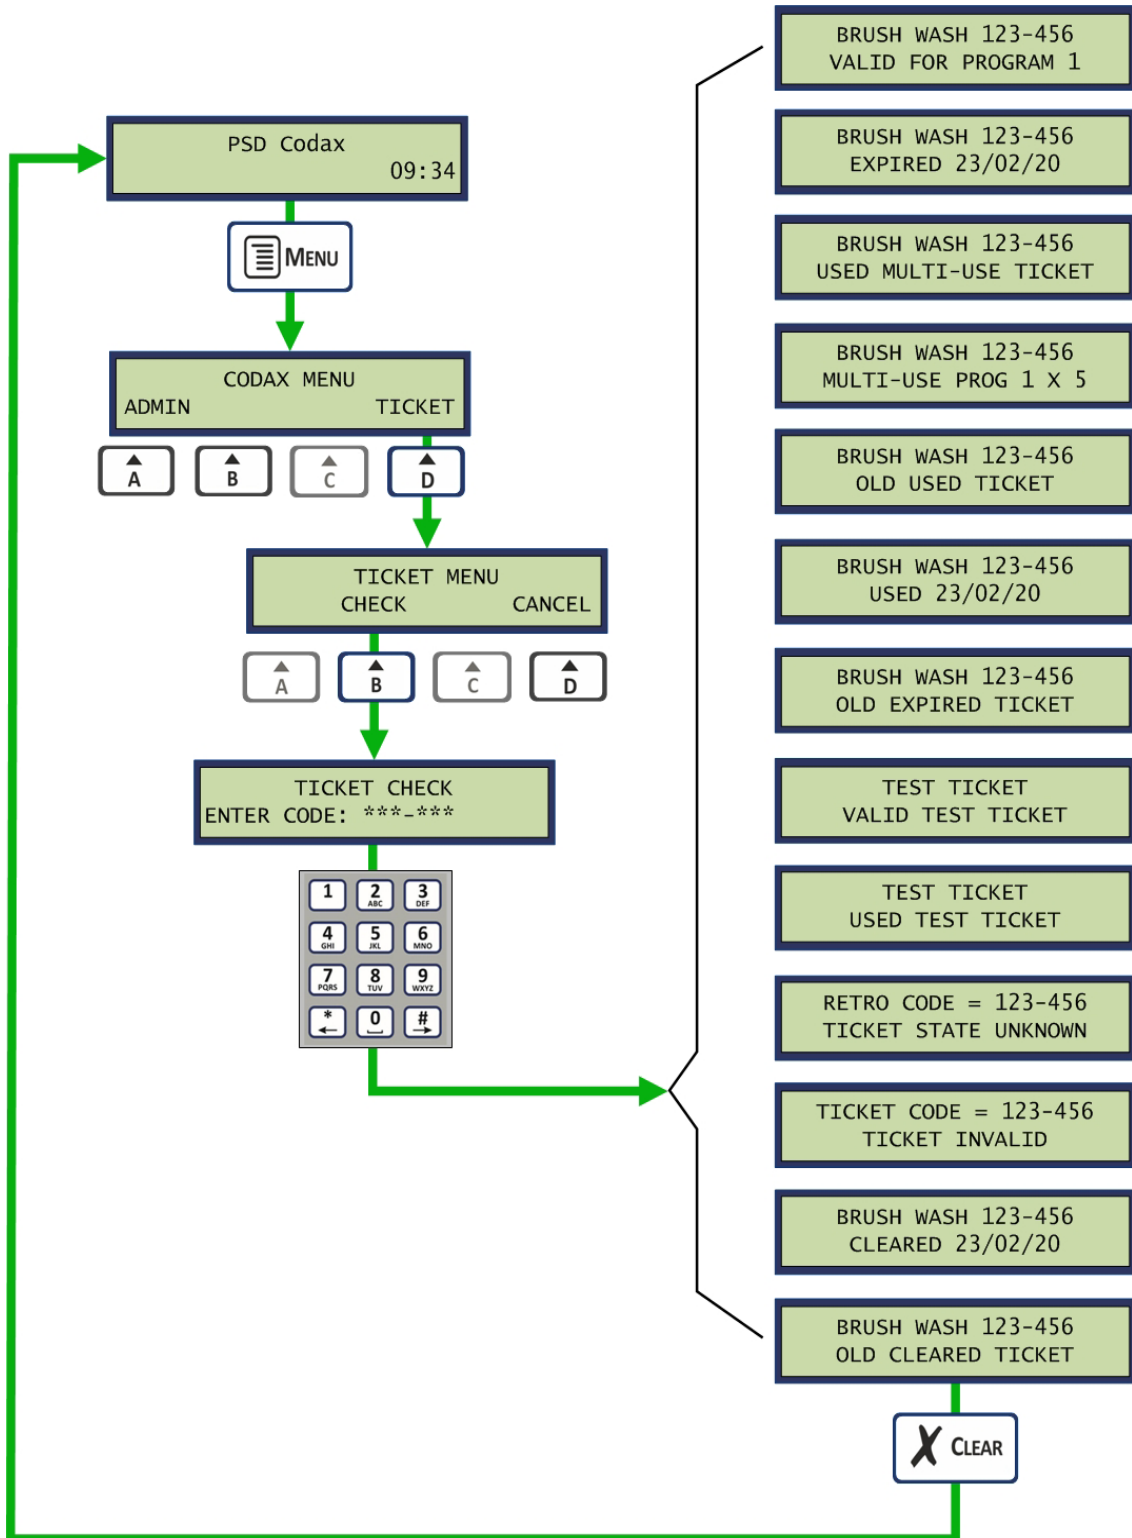 PSD Codax
09:34
MENU
CODAX MENU
ADMIN TICKET
A B C D
TICKET MENU
CHECK CANCEL
A B C D
TICKET CHECK
ENTER CODE: ***-***
1 2 3
ABC DEF
4 5 6
GHI JKL MNO
7 8 9
PQRS TUV WXYZ
* 0 #
BRUSH WASH 123-456
VALID FOR PROGRAM 1
BRUSH WASH 123-456
EXPIRED 23/02/20
BRUSH WASH 123-456
USED MULTI-USE TICKET
BRUSH WASH 123-456
MULTI-USE PROG 1 X 5
BRUSH WASH 123-456
OLD USED TICKET
BRUSH WASH 123-456
USED 23/02/20
BRUSH WASH 123-456
OLD EXPIRED TICKET
TEST TICKET
VALID TEST TICKET
TEST TICKET
USED TEST TICKET
RETRO CODE = 123-456
TICKET STATE UNKNOWN
TICKET CODE = 123-456
TICKET INVALID
BRUSH WASH 123-456
CLEARED 23/02/20
BRUSH WASH 123-456
OLD CLEARED TICKET
CLEAR